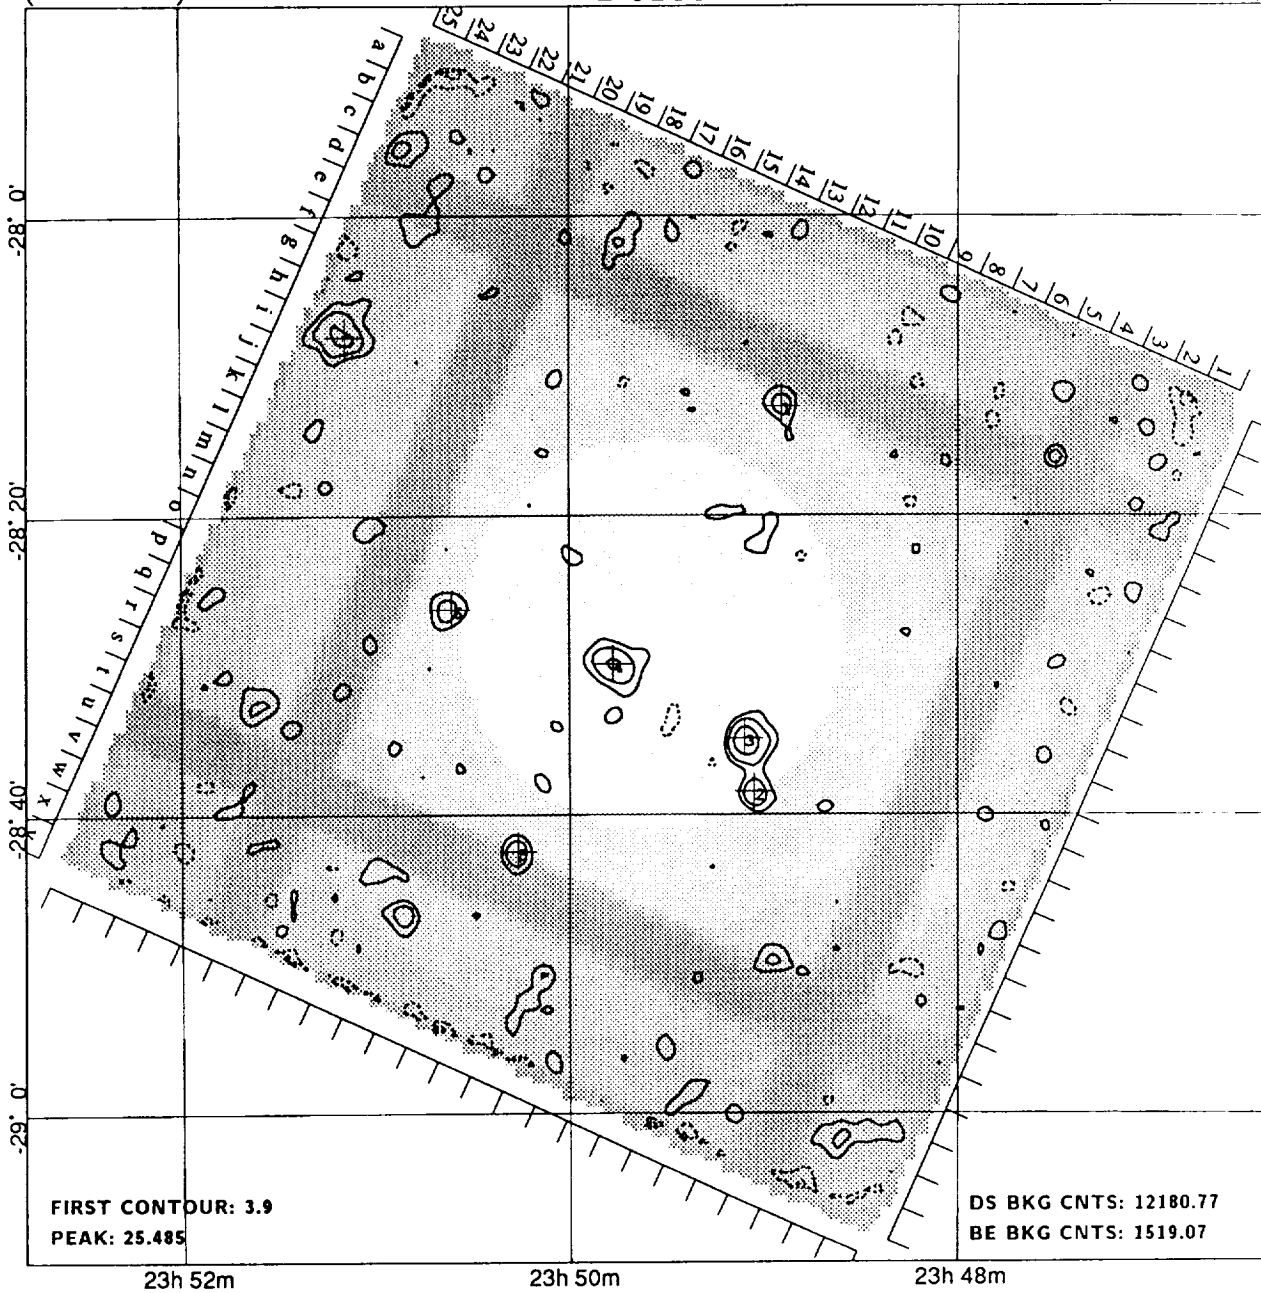 25 24 23 22 21 20 19 18 17 16 15 14 13 12 11 10 9 8 7 6 5 4 3 2 1
a b c d e f g h i j k l m n o p q r s t u v w x
-28° 0'
-28° 20'
3
2
-28° 40'
-29° 0'
FIRST CONTOUR: 3.9
PEAK: 25.485
DS BKG CNTS: 12180.77
BE BKG CNTS: 1519.07
23h 52m
23h 50m
23h 48m